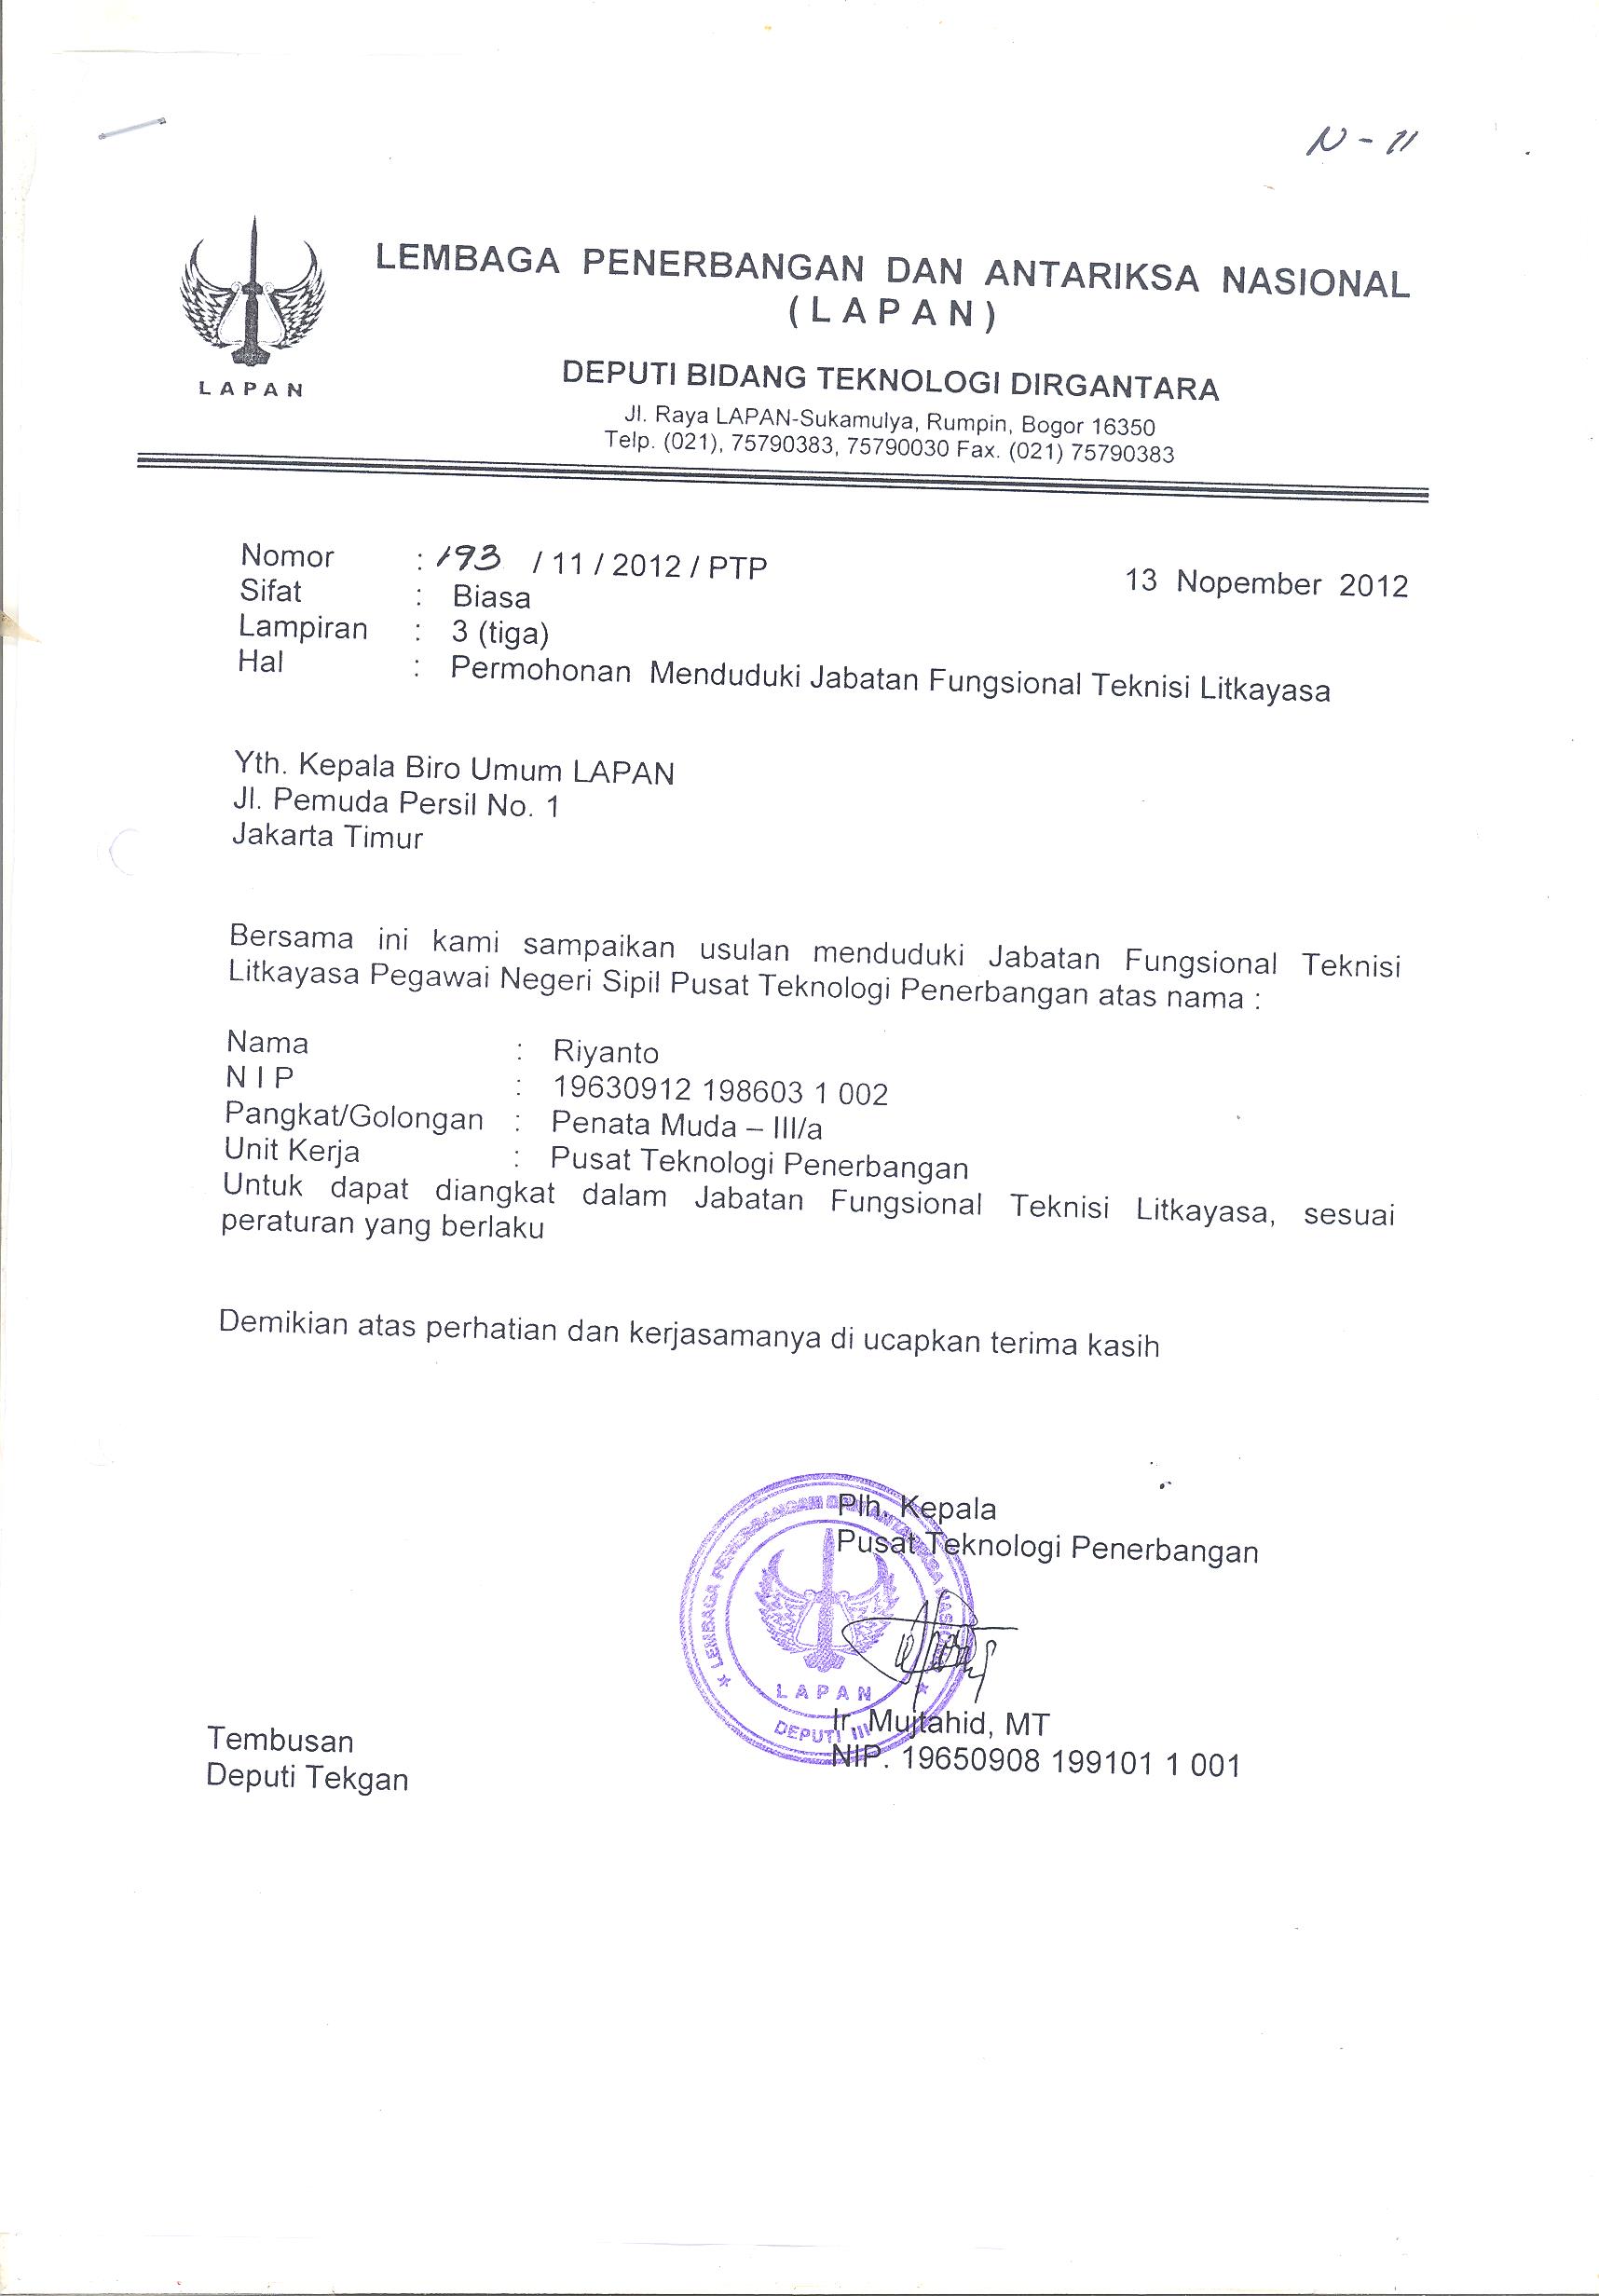 N - 11
LEMBAGA PENERBANGAN DAN ANTARIKSA NASIONAL
( L A P A N )
LAPAN
DEPUTI BIDANG TEKNOLOGI DIRGANTARA
Jl. Raya LAPAN-Sukamulya, Rumpin, Bogor 16350
Telp. (021), 75790383, 75790030 Fax. (021) 75790383
Nomor : 193 / 11 / 2012 / PTP 13 Nopember 2012
Sifat : Biasa
Lampiran : 3 (tiga)
Hal : Permohonan Menduduki Jabatan Fungsional Teknisi Litkayasa
Yth. Kepala Biro Umum LAPAN
Jl. Pemuda Persil No. 1
Jakarta Timur
Bersama ini kami sampaikan usulan menduduki Jabatan Fungsional Teknisi
Litkayasa Pegawai Negeri Sipil Pusat Teknologi Penerbangan atas nama :
Nama : Riyanto
N I P : 19630912 198603 1 002
Pangkat/Golongan : Penata Muda – III/a
Unit Kerja : Pusat Teknologi Penerbangan
Untuk dapat diangkat dalam Jabatan Fungsional Teknisi Litkayasa, sesuai
peraturan yang berlaku
Demikian atas perhatian dan kerjasamanya di ucapkan terima kasih
Plh. Kepala
Pusat Teknologi Penerbangan
LAPAN
DEPUTI III
Ir. Mujtahid, MT
NIP. 19650908 199101 1 001
Tembusan
Deputi Tekgan